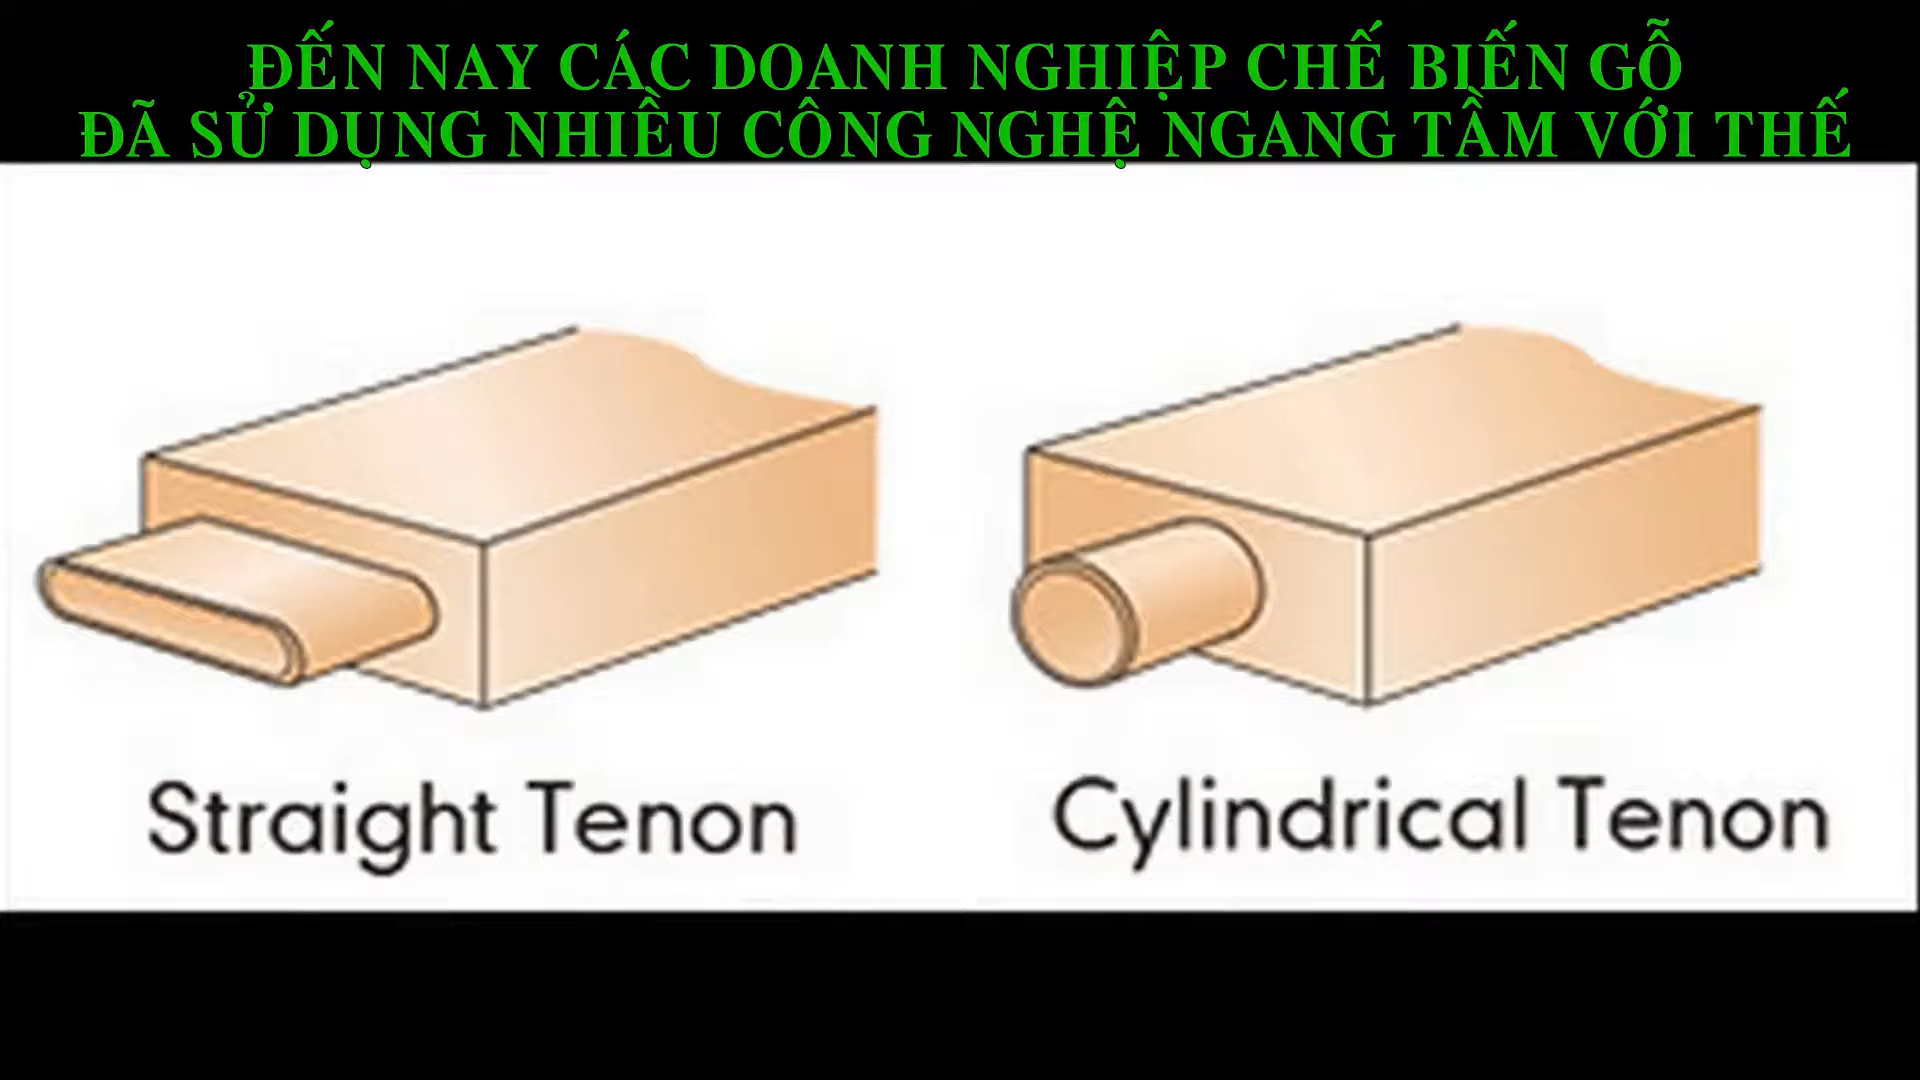 ĐẾN NAY CÁC DOANH NGHIỆP CHẾ BIẾN GỖ
ĐÃ SỬ DỤNG NHIỀU CÔNG NGHỆ NGANG TẦM VỚI THẾ
Straight Tenon
Cylindrical Tenon